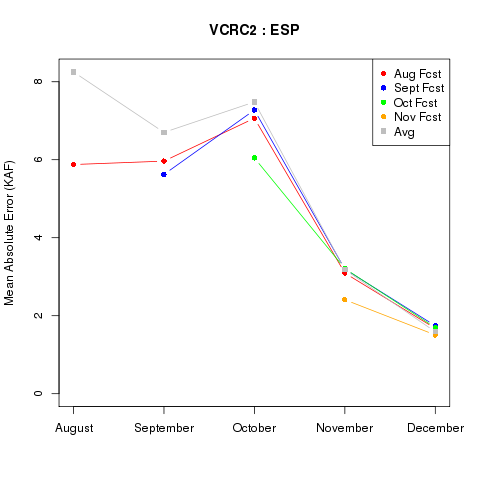 VCRC2 : ESP
Aug Fcst
Sept Fcst
Oct Fcst
Nov Fcst
Avg
Mean Absolute Error (KAF)
8
6
4
2
0
August September October November December